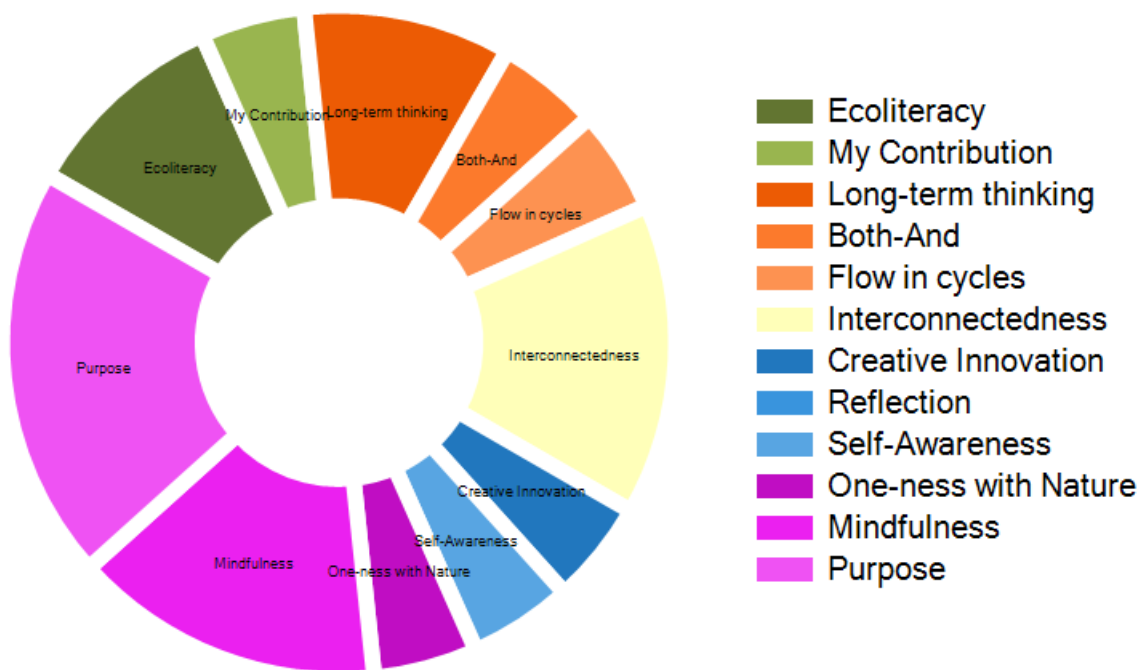 My Contribution
Long-term thinking
Both-And
Ecoliteracy
Flow in cycles
Purpose
Interconnectedness
Creative Innovation
Self-Awareness
Mindfulness
One-ness with Nature
Ecoliteracy
My Contribution
Long-term thinking
Both-And
Flow in cycles
Interconnectedness
Creative Innovation
Reflection
Self-Awareness
One-ness with Nature
Mindfulness
Purpose